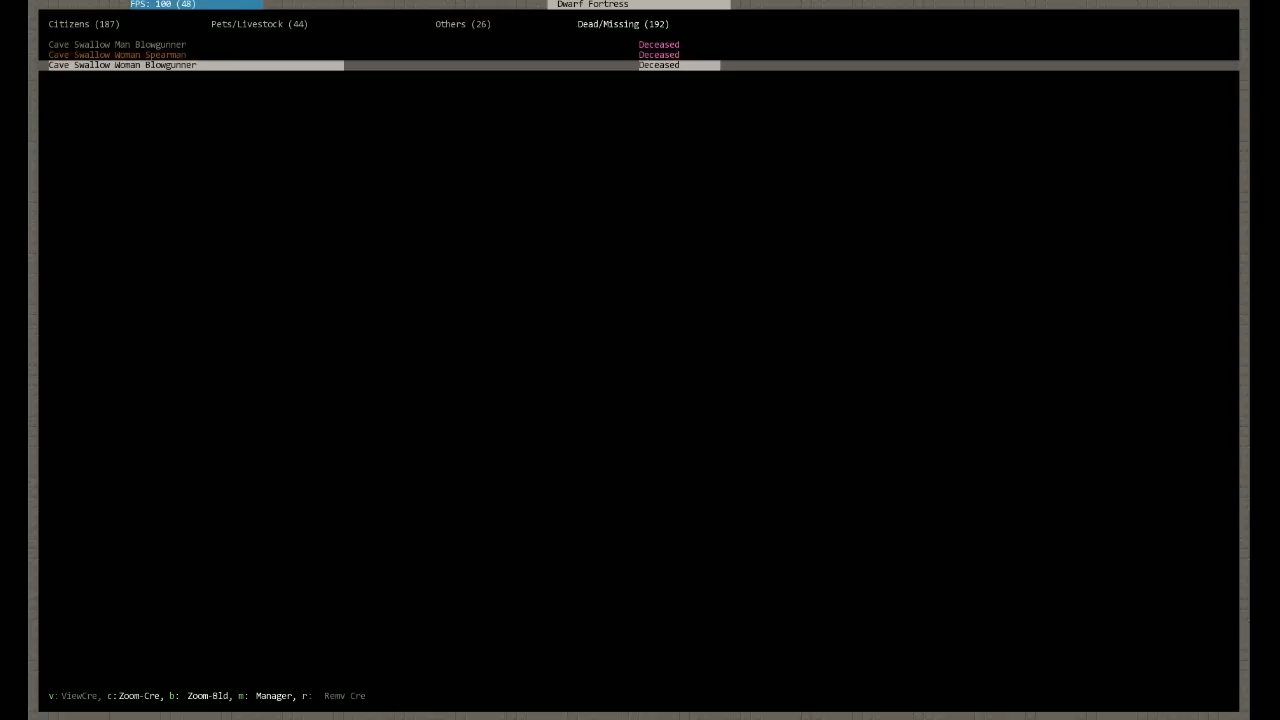 FPS: 100 (48) Dwarf Fortress
Citizens (187) Pets/Livestock (44) Others (26) Dead/Missing (192)
Cave Swallow Man Blowgunner Deceased
Cave Swallow Woman Spearman Deceased
Cave Swallow Woman Blowgunner Deceased
v: ViewCre, c:Zoom-Cre, b: Zoom-Bld, m: Manager, r: Remv Cre